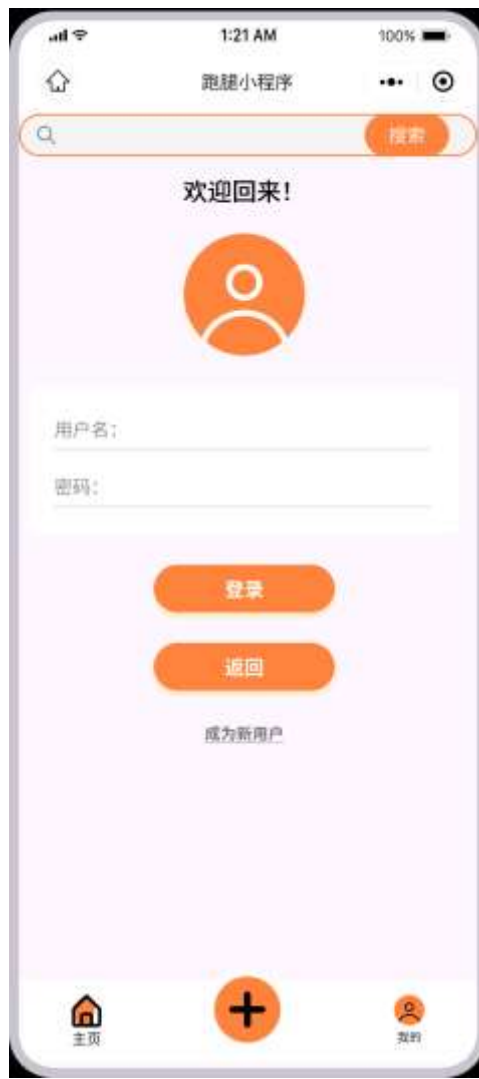 1:21 AM 100%
跑腿小程序
搜索
欢迎回来！
用户名：
密码：
登录
返回
成为新用户
主页 我的